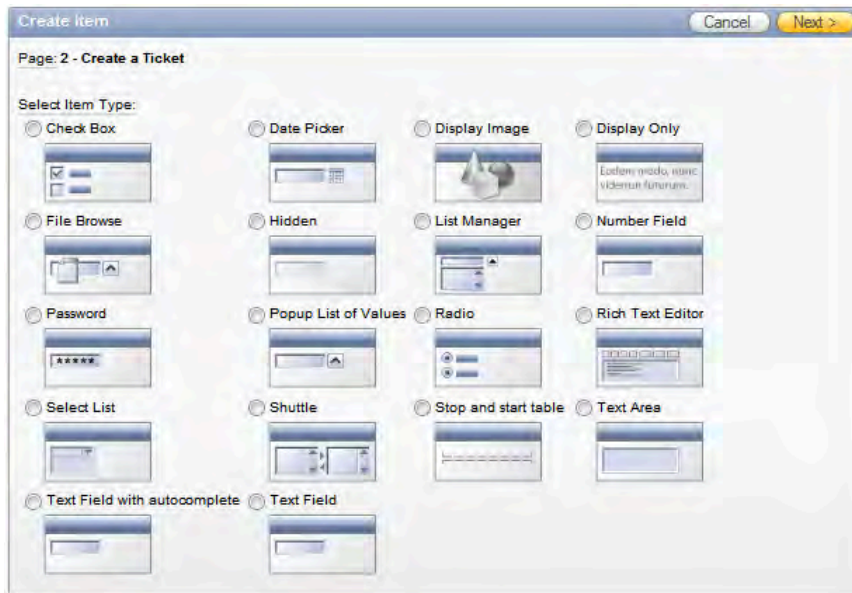 Create Item Cancel Next >
Page: 2 - Create a Ticket
Select Item Type:
Check Box Date Picker Display Image Display Only
Eodem modo, nunc
videntur futurum.
File Browse Hidden List Manager Number Field
Password Popup List of Values Radio Rich Text Editor
*****
Select List Shuttle Stop and start table Text Area
Text Field with autocomplete Text Field